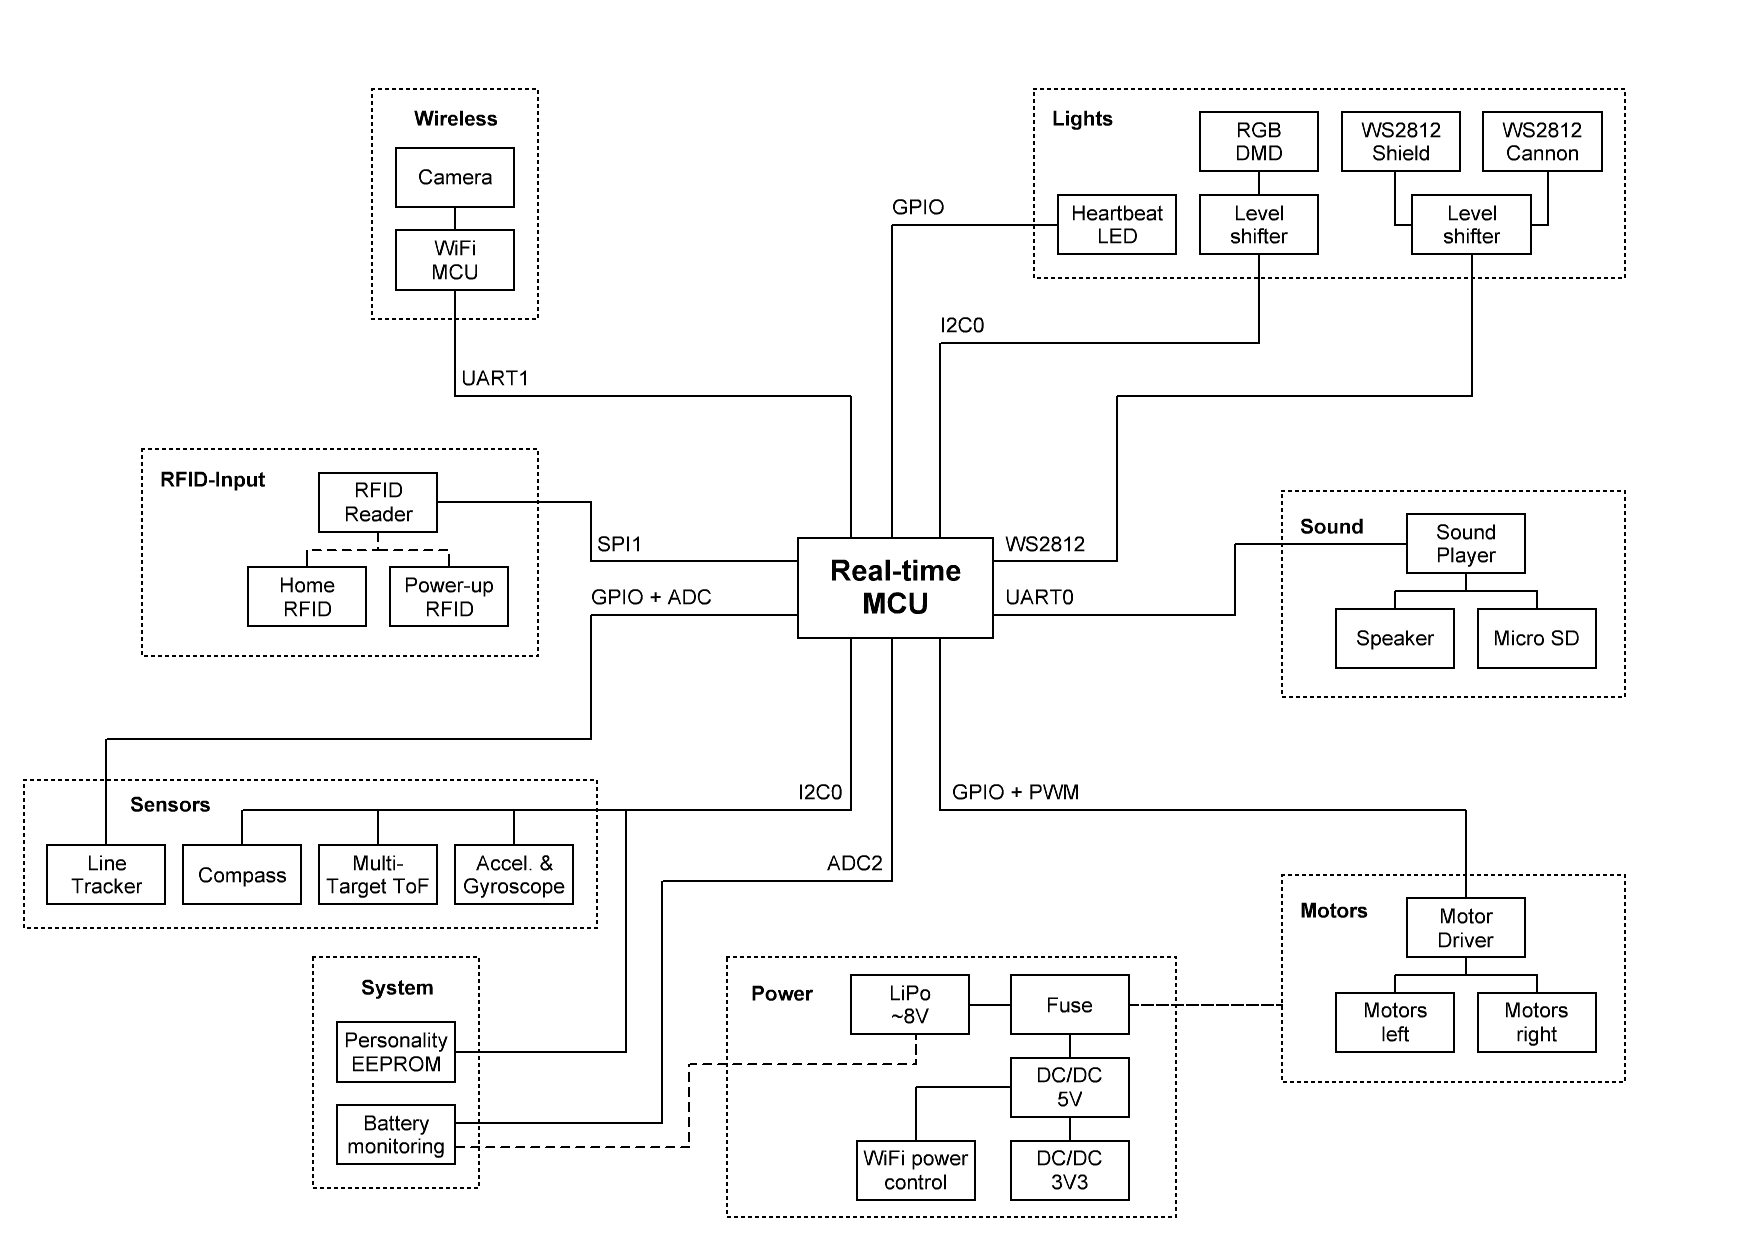 Wireless
Camera
WiFi
MCU
UART1
Lights
RGB
DMD
WS2812
Shield
WS2812
Cannon
Heartbeat
LED
Level
shifter
Level
shifter
GPIO
I2C0
RFID-Input
RFID
Reader
Home
RFID
Power-up
RFID
SPI1
GPIO + ADC
Real-time
MCU
WS2812
UART0
Sound
Sound
Player
Speaker
Micro SD
Sensors
Line
Tracker
Compass
Multi-
Target ToF
Accel. &
Gyroscope
I2C0
ADC2
GPIO + PWM
System
Personality
EEPROM
Battery
monitoring
Power
LiPo
~8V
Fuse
DC/DC
5V
WiFi power
control
DC/DC
3V3
Motors
Motor
Driver
Motors
left
Motors
right